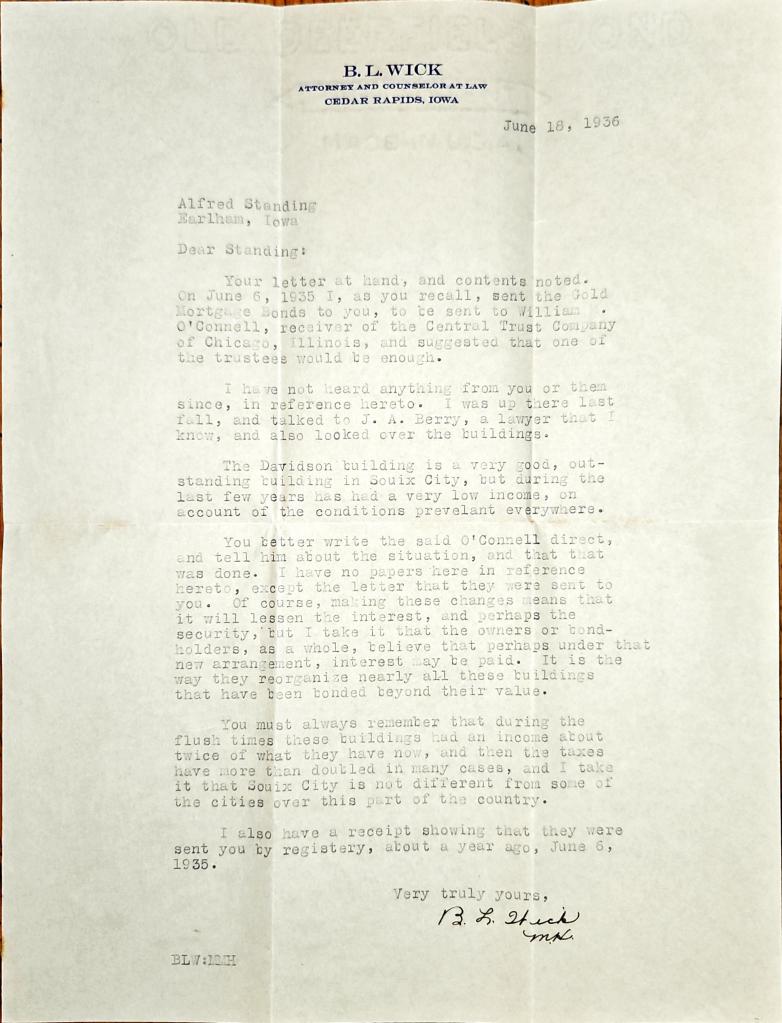 B. L. WICK
ATTORNEY AND COUNSELOR AT LAW
CEDAR RAPIDS, IOWA
June 18, 1936
Alfred Standing
Earlham, Iowa
Dear Standing:
Your letter at hand, and contents noted.
On June 6, 1935 I, as you recall, sent the Gold
Mortgage Bonds to you, to be sent to William .
O'Connell, receiver of the Central Trust Company
of Chicago, Illinois, and suggested that one of
the trustees would be enough.
I have not heard anything from you or them
since, in reference hereto. I was up there last
fall, and talked to J. A. Berry, a lawyer that I
know, and also looked over the buildings.
The Davidson building is a very good, out-
standing building in Souix City, but during the
last few years has had a very low income, on
account of the conditions prevelant everywhere.
You better write the said O'Connell direct,
and tell him about the situation, and that that
was done. I have no papers here in reference
hereto, except the letter that they were sent to
you. Of course, making these changes means that
it will lessen the interest, and perhaps the
security, but I take it that the owners or bond-
holders, as a whole, believe that perhaps under that
new arrangement, interest may be paid. It is the
way they reorganize nearly all these buildings
that have been bonded beyond their value.
You must always remember that during the
flush times these buildings had an income about
twice of what they have now, and then the taxes
have more than doubled in many cases, and I take
it that Souix City is not different from some of
the cities over this part of the country.
I also have a receipt showing that they were
sent you by registery, about a year ago, June 6,
1935.
Very truly yours,
B. L. Wick
M.H.